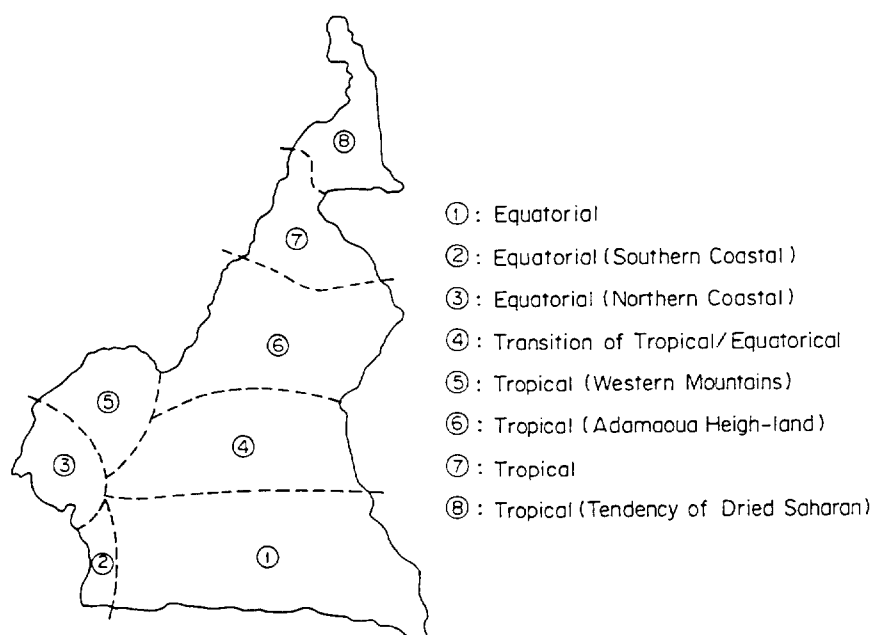 ⑧
⑦
⑥
⑤
④
③
②
①
①: Equatorial
②: Equatorial (Southern Coastal)
③: Equatorial (Northern Coastal)
④: Transition of Tropical/Equatorical
⑤: Tropical (Western Mountains)
⑥: Tropical (Adamaoua Heigh-land)
⑦: Tropical
⑧: Tropical (Tendency of Dried Saharan)